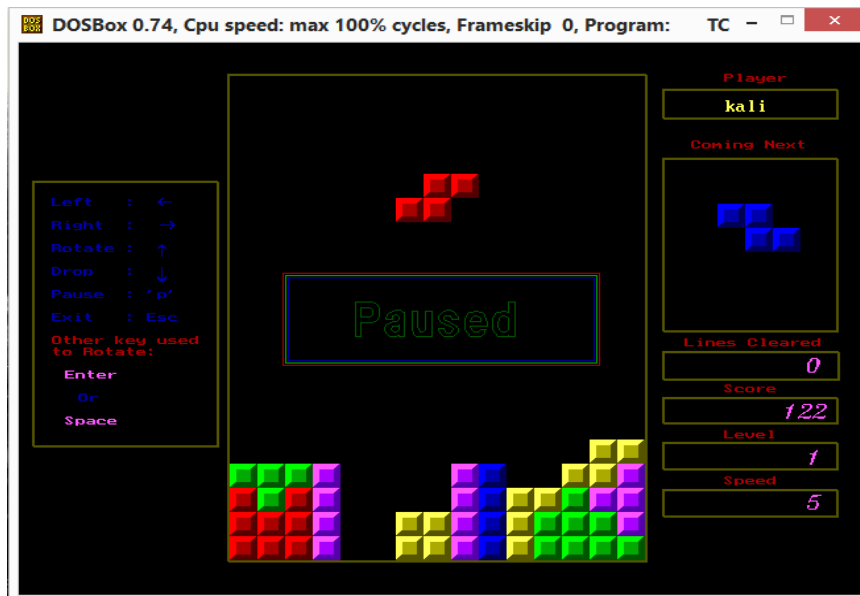 DOSBox 0.74, Cpu speed: max 100% cycles, Frameskip 0, Program: TC
Left : ←
Right : →
Rotate : ↑
Drop : ↓
Pause : 'p'
Exit : Esc
Other key used
to Rotate:
Enter
Or
Space
Paused
Player
kali
Coming Next
Lines Cleared
0
Score
122
Level
1
Speed
5